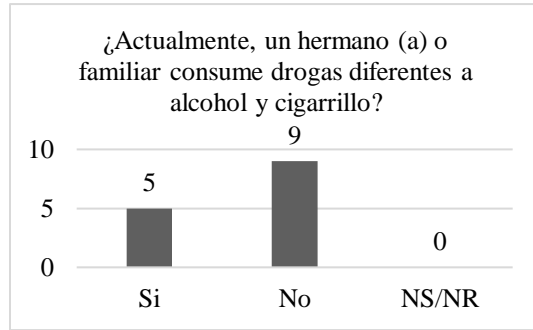 ¿Actualmente, un hermano (a) o
familiar consume drogas diferentes a
alcohol y cigarrillo?
10
9
5
5
0
0
Si No NS/NR